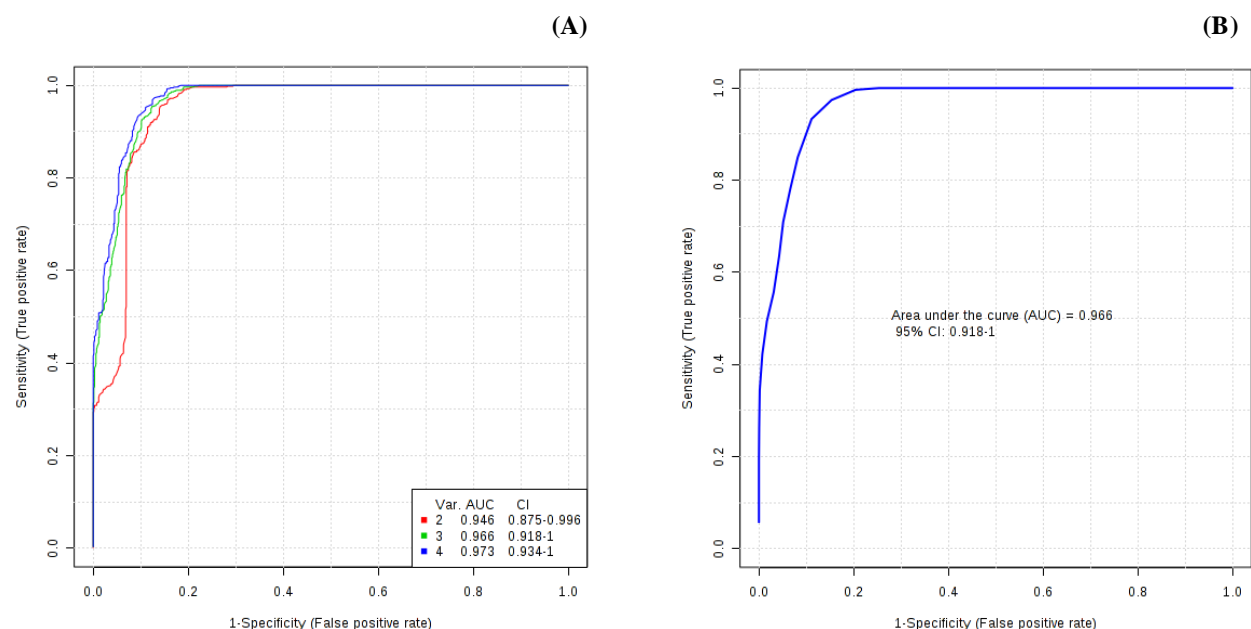 (A)
1.0
0.8
0.6
0.4
0.2
0.0
Sensitivity (True positive rate)
Var. AUC CI
2 0.946 0.875-0.996
3 0.966 0.918-1
4 0.973 0.934-1
0.0 0.2 0.4 0.6 0.8 1.0
1-Specificity (False positive rate)
(B)
1.0
0.8
0.6
0.4
0.2
0.0
Sensitivity (True positive rate)
Area under the curve (AUC) = 0.966
95% CI: 0.918-1
0.0 0.2 0.4 0.6 0.8 1.0
1-Specificity (False positive rate)